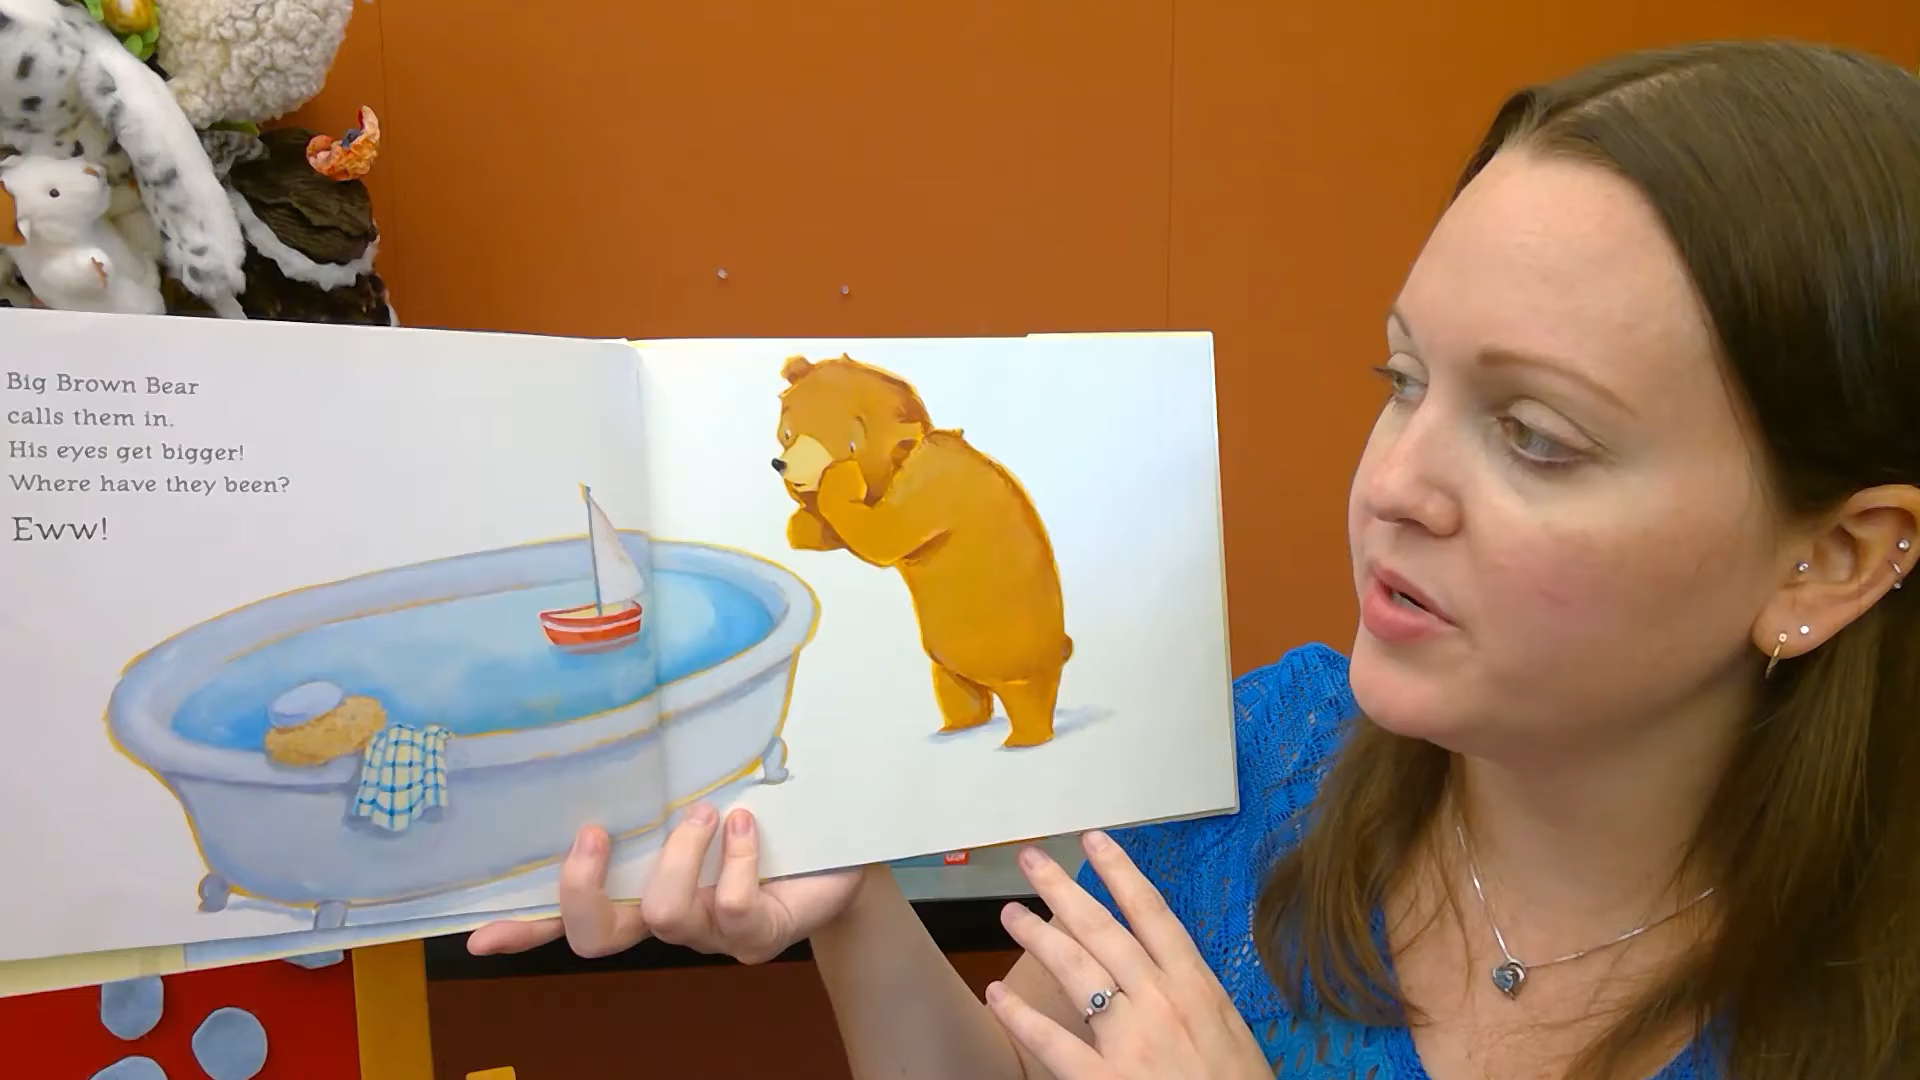 Big Brown Bear
calls them in.
His eyes get bigger!
Where have they been?
Eww!